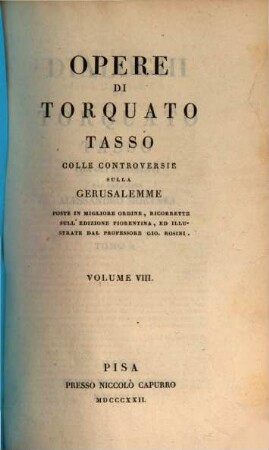 OPERE
DI
TORQUATO
TASSO
COLLE CONTROVERSIE
SULLA
GERUSALEMME
POSTE IN MIGLIORE ORDINE, RICORRETTE
SULL'EDIZIONE FIORENTINA, ED ILLU-
STRATE DAL PROFESSORE GIO. ROSINI.
VOLUME VIII.
PISA
PRESSO NICCOLÒ CAPURRO
MDCCCXXII.